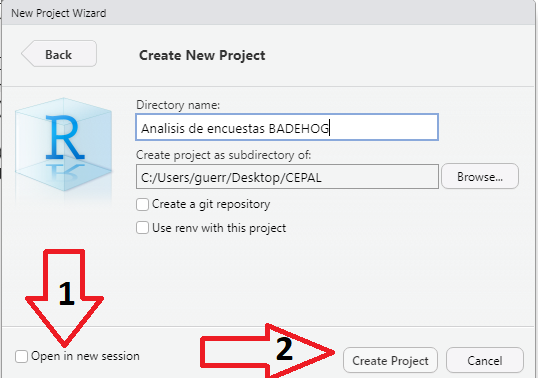 New Project Wizard
Back
Create New Project
R
Directory name:
Analisis de encuestas BADEHOG
Create project as subdirectory of:
C:/Users/guerr/Desktop/CEPAL
Browse...
Create a git repository
Use renv with this project
1
Open in new session
2
Create Project
Cancel